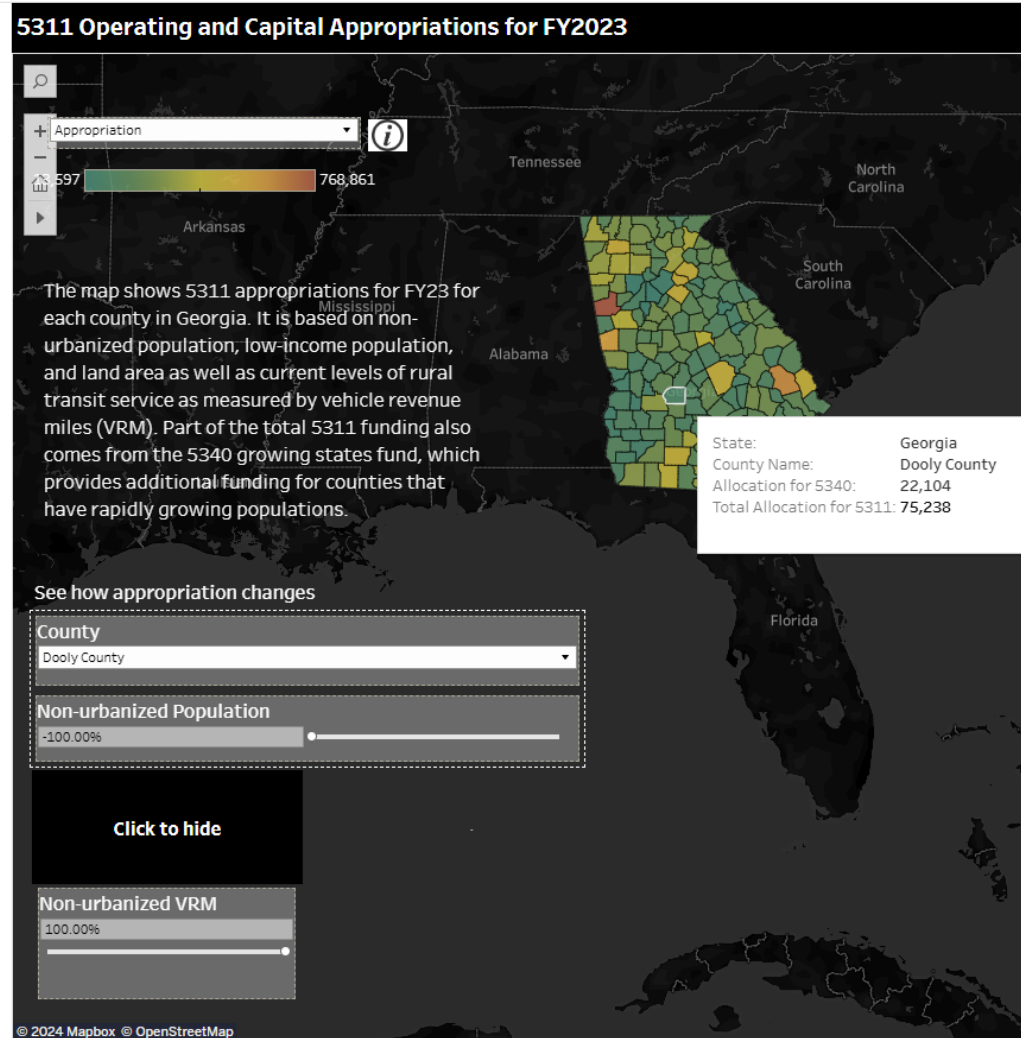 5311 Operating and Capital Appropriations for FY2023
Appropriation
597
768,861
Tennessee
North
Carolina
Arkansas
South
Carolina
Mississippi
Alabama
The map shows 5311 appropriations for FY23 for
each county in Georgia. It is based on non-
urbanized population, low-income population,
and land area as well as current levels of rural
transit service as measured by vehicle revenue
miles (VRM). Part of the total 5311 funding also
comes from the 5340 growing states fund, which
provides additional funding for counties that
have rapidly growing populations.
State: Georgia
County Name: Dooly County
Allocation for 5340: 22,104
Total Allocation for 5311: 75,238
See how appropriation changes
County
Dooly County
Florida
Non-urbanized Population
-100.00%
Click to hide
Non-urbanized VRM
100.00%
© 2024 Mapbox © OpenStreetMap